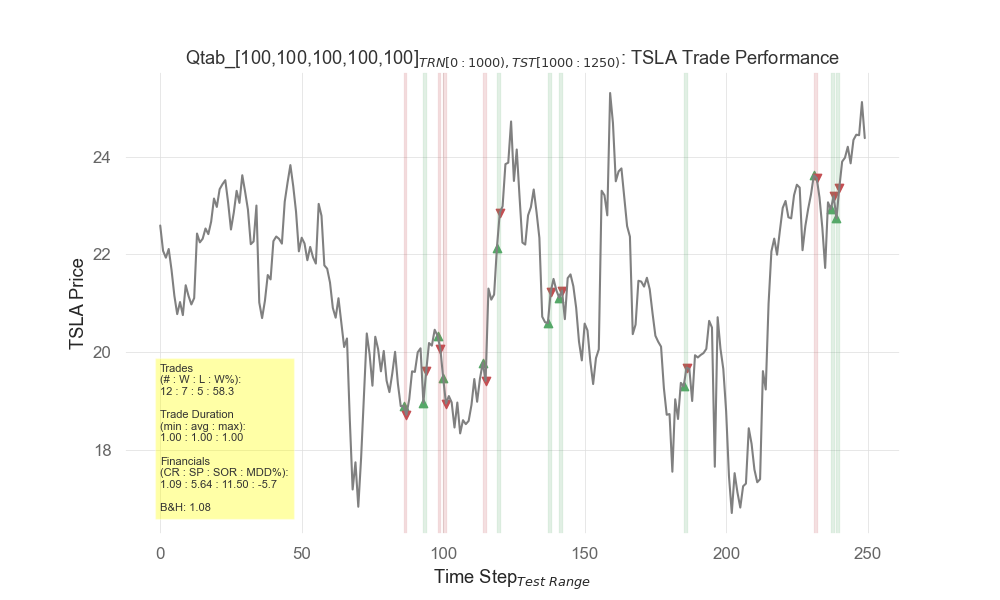 Qtab_[100,100,100,100,100]TRN[0 : 1000), TST[1000 : 1250): TSLA Trade Performance
TSLA Price
24
22
20
18
Trades
(# : W : L : W%):
12 : 7 : 5 : 58.3
Trade Duration
(min : avg : max):
1.00 : 1.00 : 1.00
Financials
(CR : SP : SOR : MDD%):
1.09 : 5.64 : 11.50 : -5.7
B&H: 1.08
0 50 100 150 200 250
Time StepTest Range